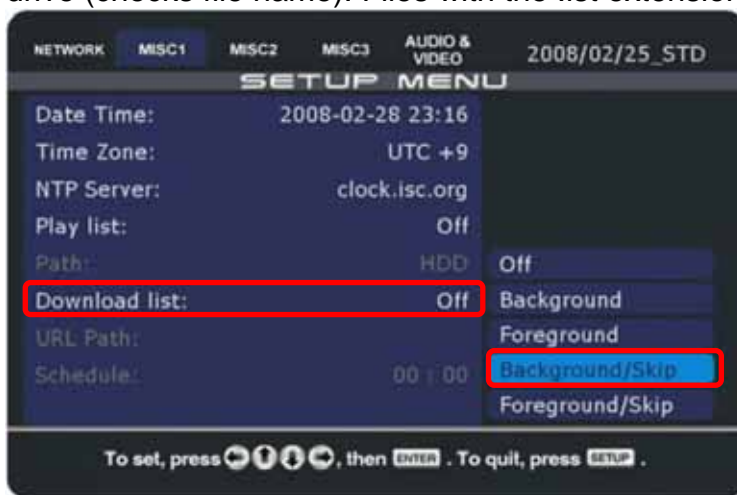 NETWORK MISC1 MISC2 MISC3 AUDIO & VIDEO 2008/02/25_STD
SETUP MENU
Date Time: 2008-02-28 23:16
Time Zone: UTC +9
NTP Server: clock.isc.org
Play list: Off
Path: HDD
Off
Download list: Off
Background
URL Path:
Foreground
Schedule: 00 : 00
Background/Skip
Foreground/Skip
To set, press , then ENTER . To quit, press SETUP .